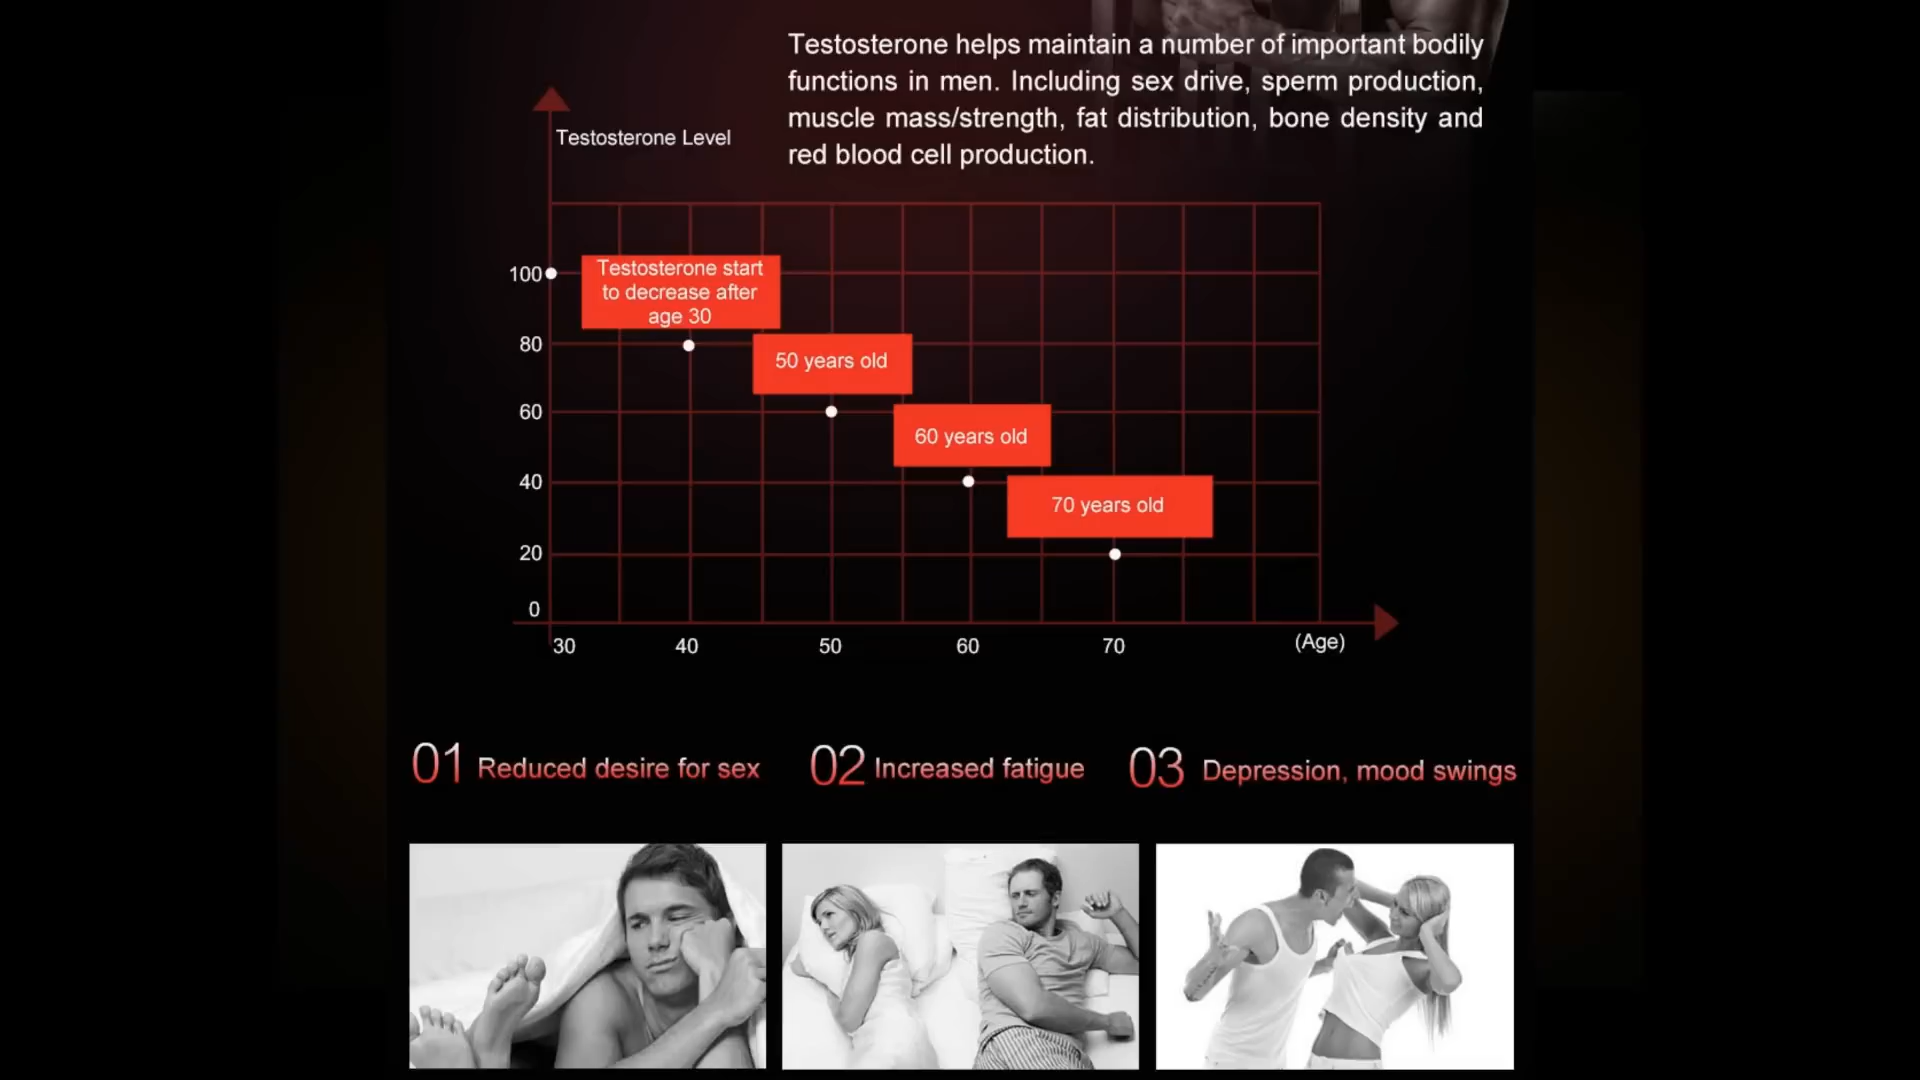 Testosterone helps maintain a number of important bodily
functions in men. Including sex drive, sperm production,
muscle mass/strength, fat distribution, bone density and
red blood cell production.
Testosterone Level
100
Testosterone start
to decrease after
age 30
80
50 years old
60
60 years old
40
70 years old
20
0
30 40 50 60 70 (Age)
01 Reduced desire for sex
02 Increased fatigue
03 Depression, mood swings